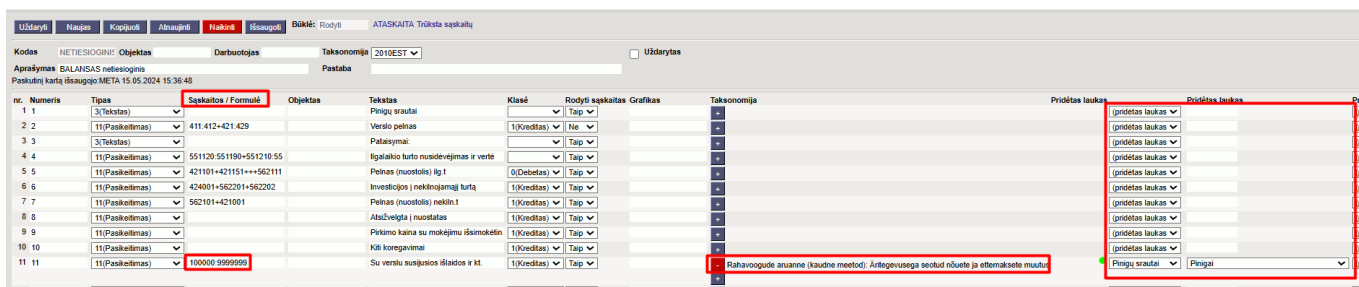 Uždaryti Naujas Kopijuoti Atnaujinti Naikinti Išsaugoti Būklė: Rodyti ATASKAITA Trūksta sąskaitų
Kodas NETIESIOGINIS Objektas Darbuotojas Taksonomija 2010EST Uždarytas
Aprašymas BALANSAS netiesioginis Pastaba
Paskutinį kartą išsaugojo:META 15.05.2024 15:36:48
nr. Numeris Tipas Sąskaitos / Formulė Objektas Tekstas Klasė Rodyti sąskaitas Grafikas Taksonomija Pridėtas laukas Pridėtas laukas
1 1 3(Tekstas) Pinigų srautai Taip + (pridėtas laukas
2 2 11(Pasikeitimas) 411:412+421:429 Verslo pelnas 1(Kreditas) Ne + (pridėtas laukas
3 3 3(Tekstas) Pataisymai: Taip + (pridėtas laukas
4 4 11(Pasikeitimas) 551120:551190+551210:55 Ilgalaikio turto nusidėvėjimas ir vertė Taip + (pridėtas laukas
5 5 11(Pasikeitimas) 421101+421151+++562111 Pelnas (nuostolis) ilg.t 0(Debetas) Taip + (pridėtas laukas
6 6 11(Pasikeitimas) 424001+562201+562202 Investicijos į nekilnojamąjį turtą 1(Kreditas) Taip + (pridėtas laukas
7 7 11(Pasikeitimas) 562101+421001 Pelnas (nuostolis) nekiln.t 1(Kreditas) Taip + (pridėtas laukas
8 8 11(Pasikeitimas) Atsižvelgta į nuostatas 1(Kreditas) Taip + (pridėtas laukas
9 9 11(Pasikeitimas) Pirkimo kaina su mokėjimu išsimokėtin 1(Kreditas) Taip + (pridėtas laukas
10 10 11(Pasikeitimas) Kiti koregavimai 1(Kreditas) Taip + (pridėtas laukas
11 11 11(Pasikeitimas) 100000:9999999 Su verslu susijusios išlaidos ir kt. 1(Kreditas) Taip - Rahavoogude aruanne (kaudne meetod): Äritegevusega seotud nõuete ja ettemaksete muutus Pinigų srautai Pinigai
+